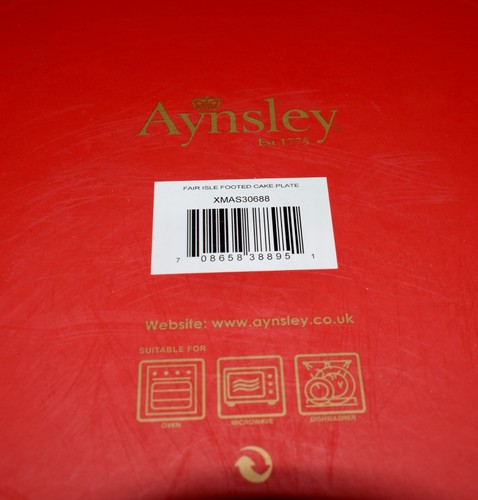 Aynsley
Est 1775
FAIR ISLE FOOTED CAKE PLATE
XMAS30688
7 08658 38895 1
Website: www.aynsley.co.uk
SUITABLE FOR
OVEN MICROWAVE DISHWASHER